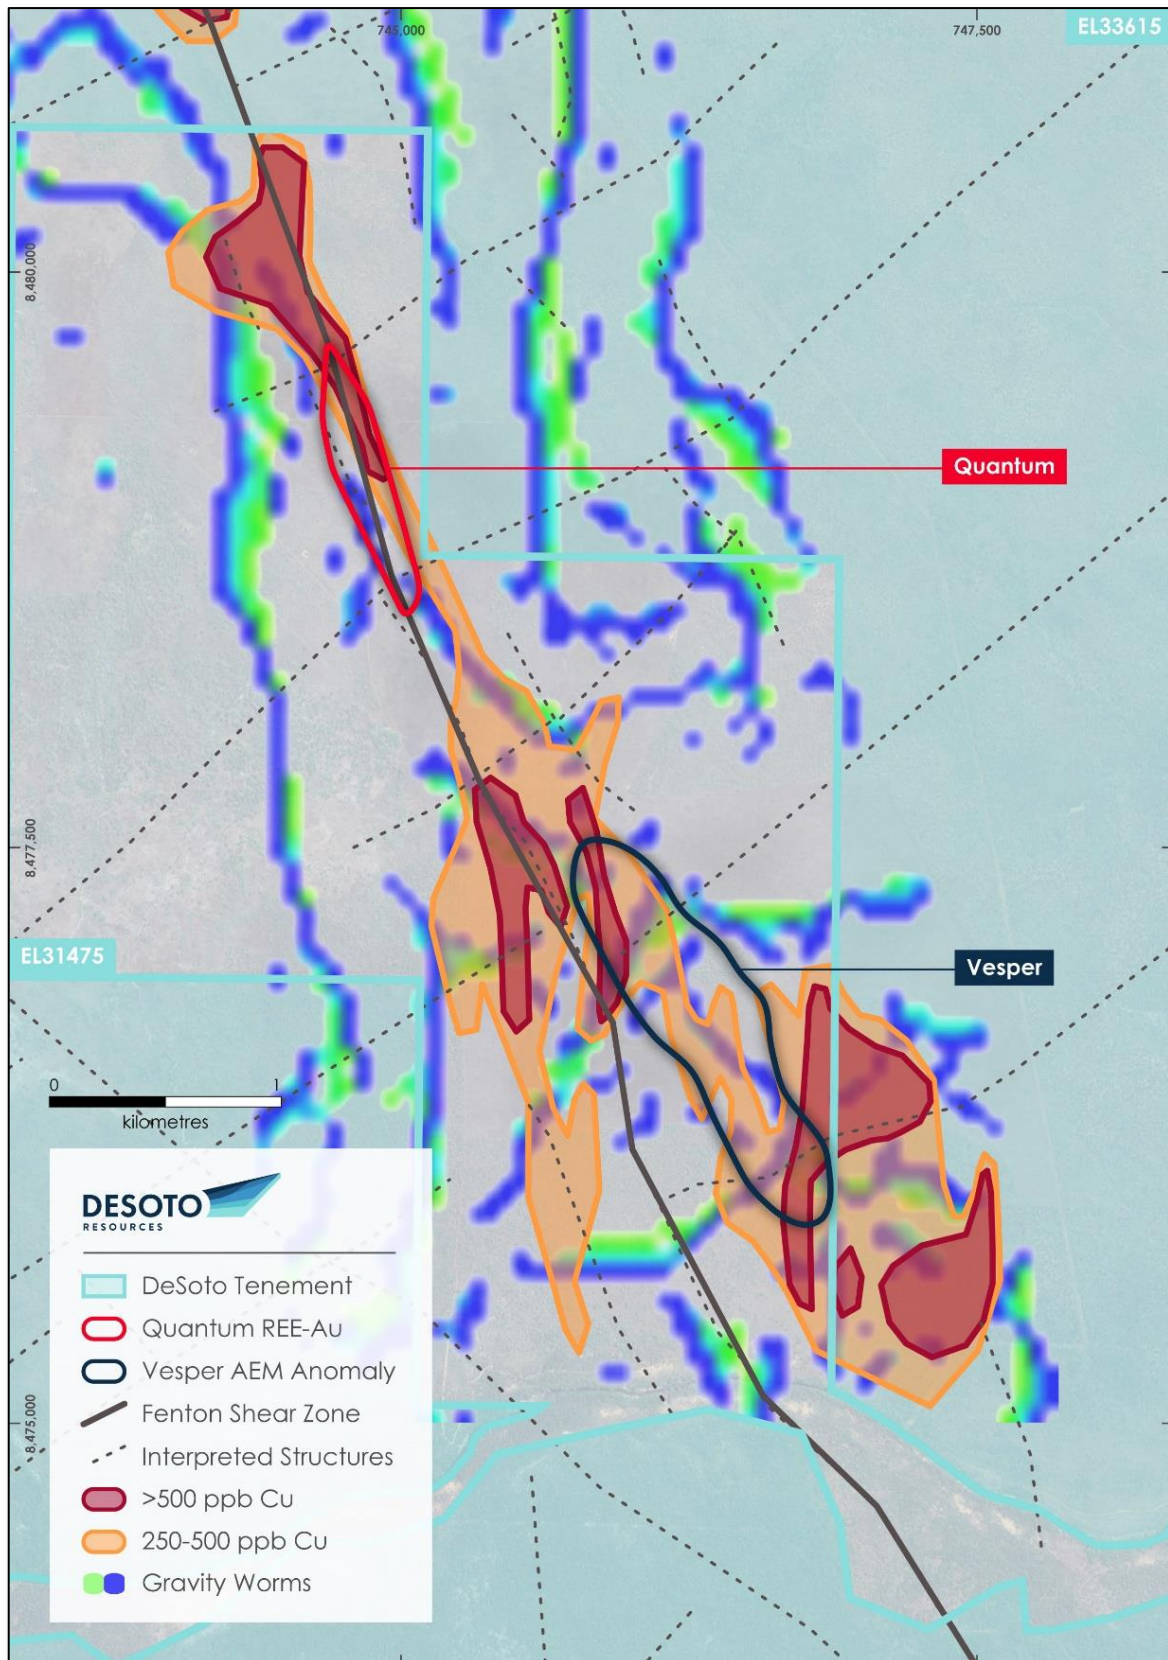 745,000
747,500
EL33615
8,480,000
Quantum
8,477,500
EL31475
Vesper
0 1
kilometres
DESOTO
RESOURCES
DeSoto Tenement
Quantum REE-Au
Vesper AEM Anomaly
Fenton Shear Zone
Interpreted Structures
>500 ppb Cu
250-500 ppb Cu
Gravity Worms
8,475,000